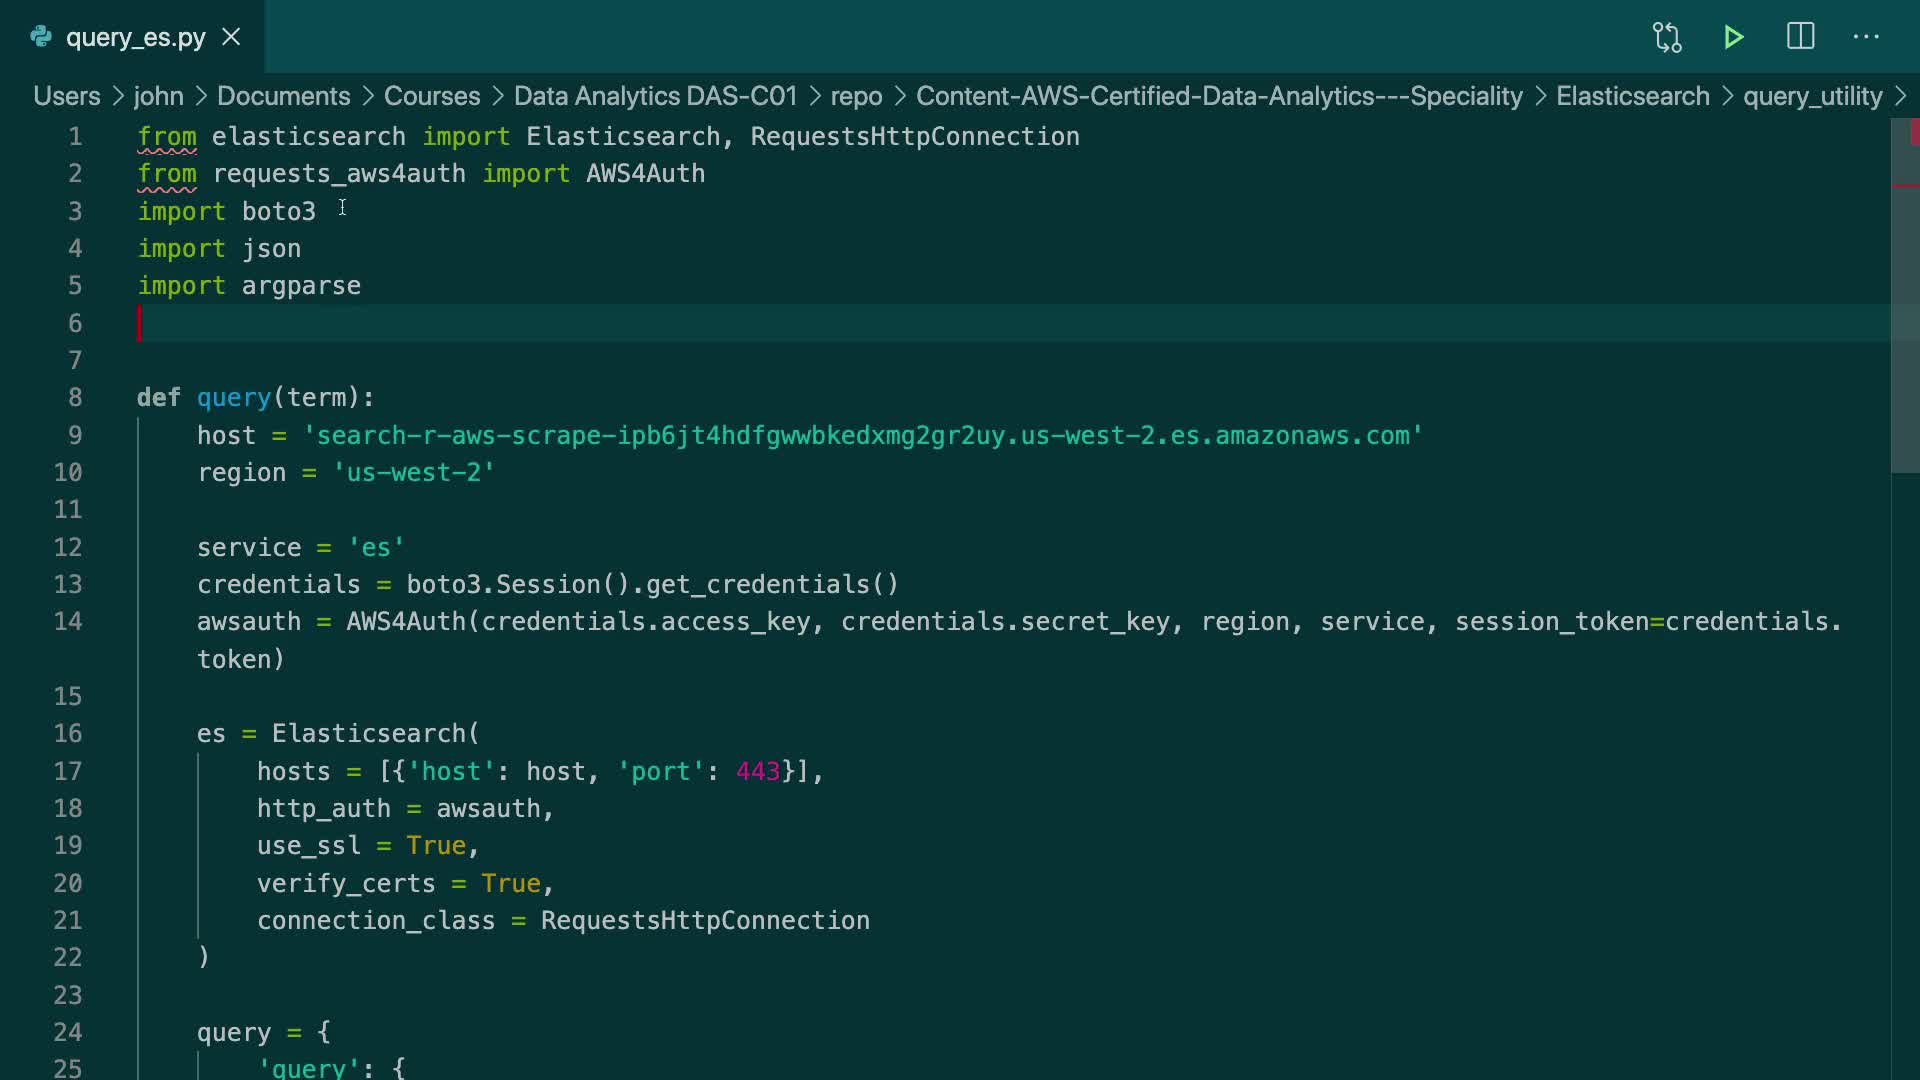 query_es.py
Users > john > Documents > Courses > Data Analytics DAS-C01 > repo > Content-AWS-Certified-Data-Analytics---Speciality > Elasticsearch > query_utility >
1 from elasticsearch import Elasticsearch, RequestsHttpConnection
2 from requests_aws4auth import AWS4Auth
3 import boto3
4 import json
5 import argparse
6
7
8 def query(term):
9 host = 'search-r-aws-scrape-ipb6jt4hdfgwwbkedxmg2gr2uy.us-west-2.es.amazonaws.com'
10 region = 'us-west-2'
11
12 service = 'es'
13 credentials = boto3.Session().get_credentials()
14 awsauth = AWS4Auth(credentials.access_key, credentials.secret_key, region, service, session_token=credentials.
token)
15
16 es = Elasticsearch(
17 hosts = [{'host': host, 'port': 443}],
18 http_auth = awsauth,
19 use_ssl = True,
20 verify_certs = True,
21 connection_class = RequestsHttpConnection
22 )
23
24 query = {
25 'query': {